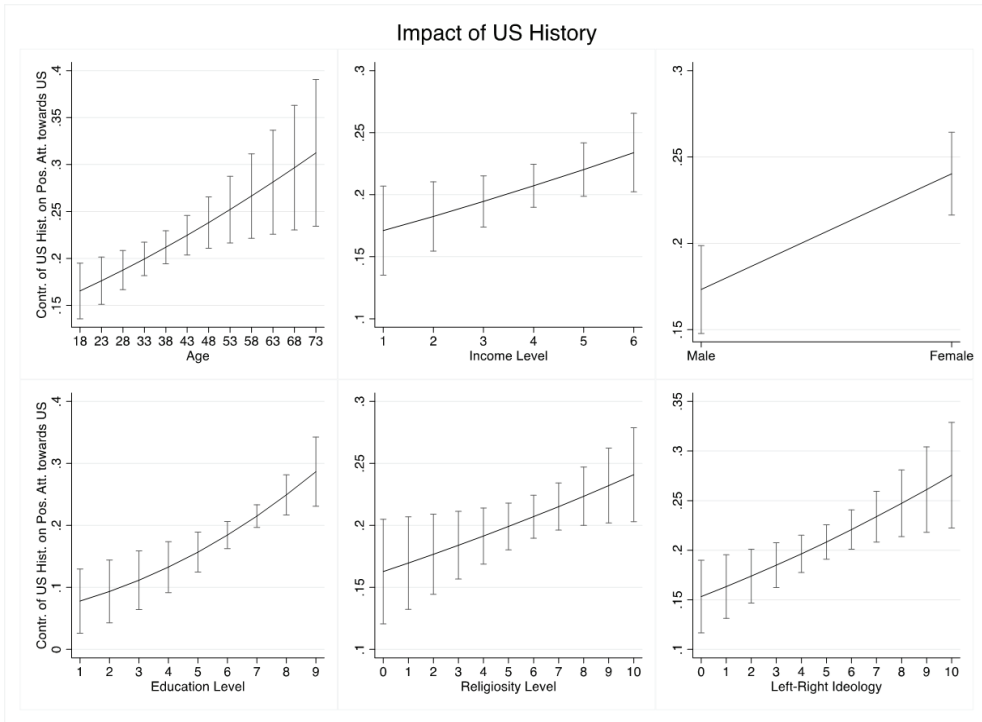 Impact of US History
Contr. of US Hist. on Pos. Att. towards US
.4
.35
.3
.25
.2
.15
18 23 28 33 38 43 48 53 58 63 68 73
Age
.3
.25
.2
.15
.1
1 2 3 4 5 6
Income Level
.3
.25
.2
.15
Male Female
Contr. of US Hist. on Pos. Att. towards US
.4
.3
.2
.1
0
1 2 3 4 5 6 7 8 9
Education Level
.3
.25
.2
.15
.1
0 1 2 3 4 5 6 7 8 9 10
Religiosity Level
.35
.3
.25
.2
.15
.1
0 1 2 3 4 5 6 7 8 9 10
Left-Right Ideology